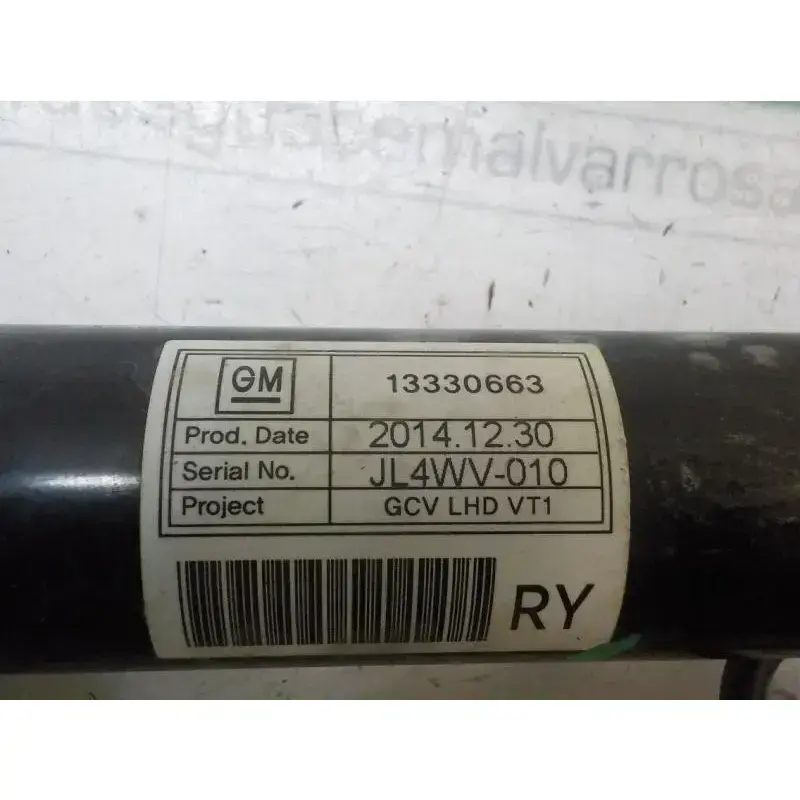 GM 13330663
Prod. Date 2014.12.30
Serial No. JL4WV-010
Project GCV LHD VT1
RY